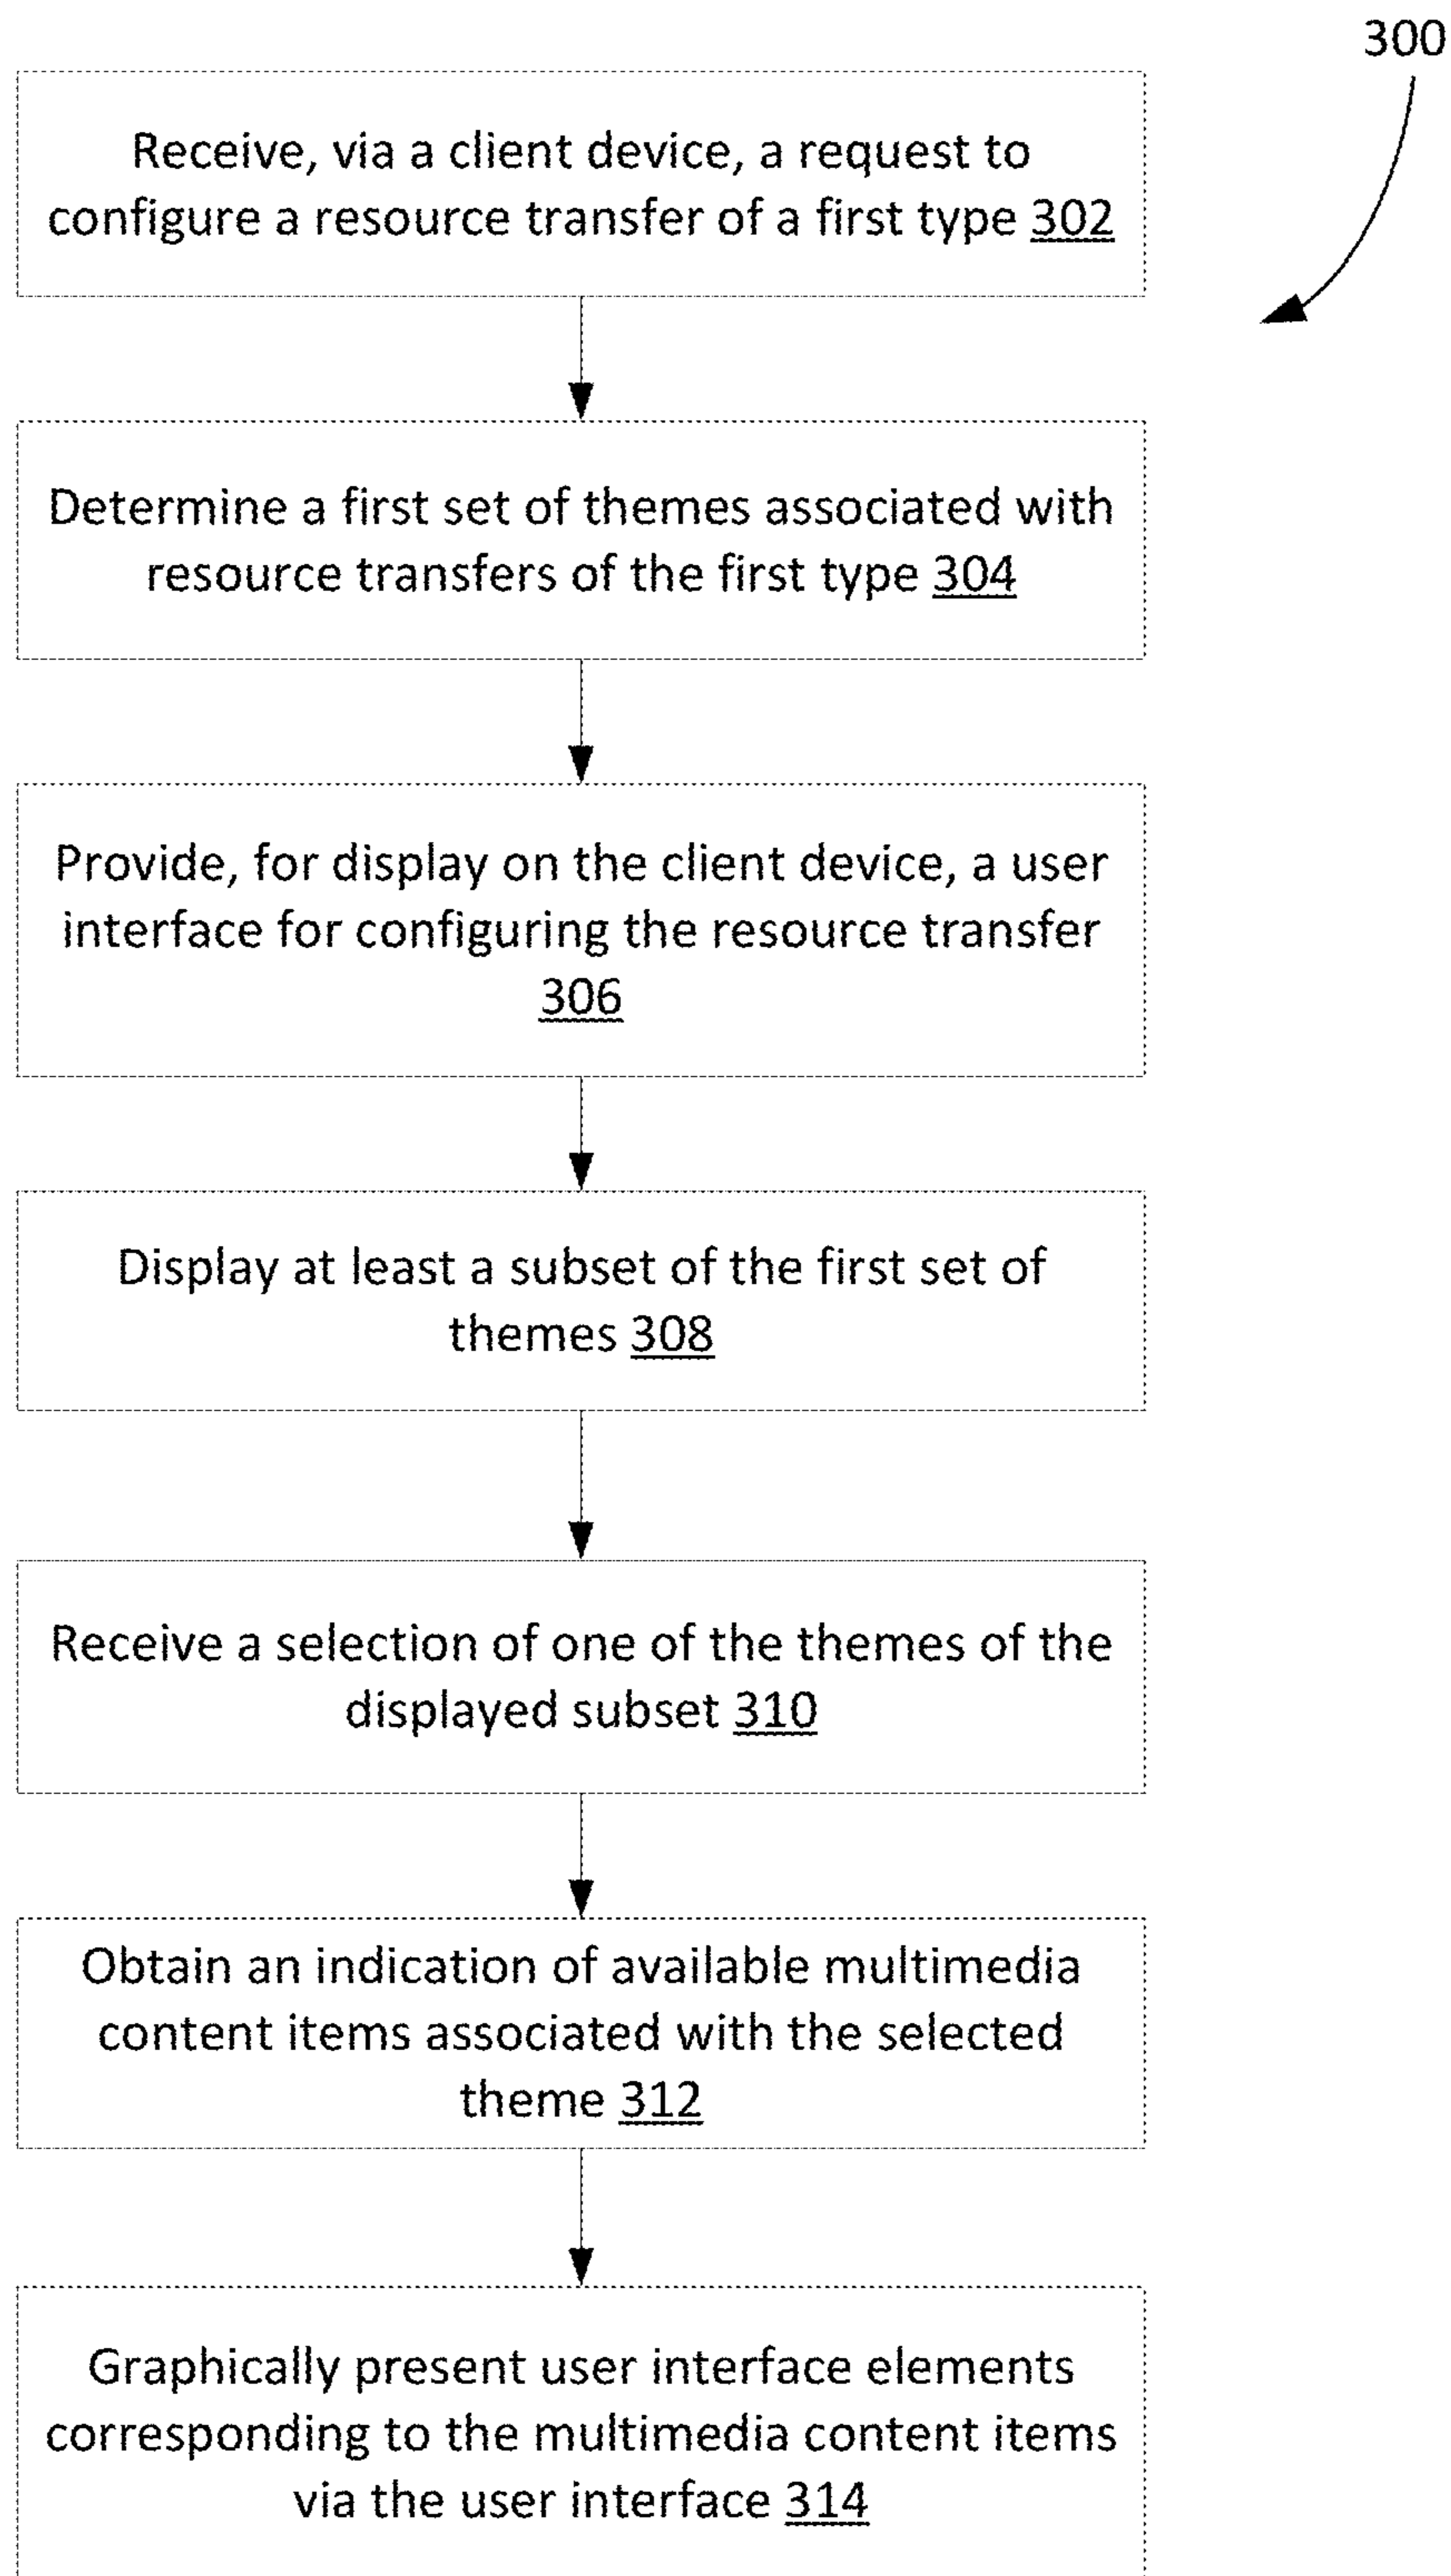 300
Receive, via a client device, a request to
configure a resource transfer of a first type 302
Determine a first set of themes associated with
resource transfers of the first type 304
Provide, for display on the client device, a user
interface for configuring the resource transfer
306
Display at least a subset of the first set of
themes 308
Receive a selection of one of the themes of the
displayed subset 310
Obtain an indication of available multimedia
content items associated with the selected
theme 312
Graphically present user interface elements
corresponding to the multimedia content items
via the user interface 314